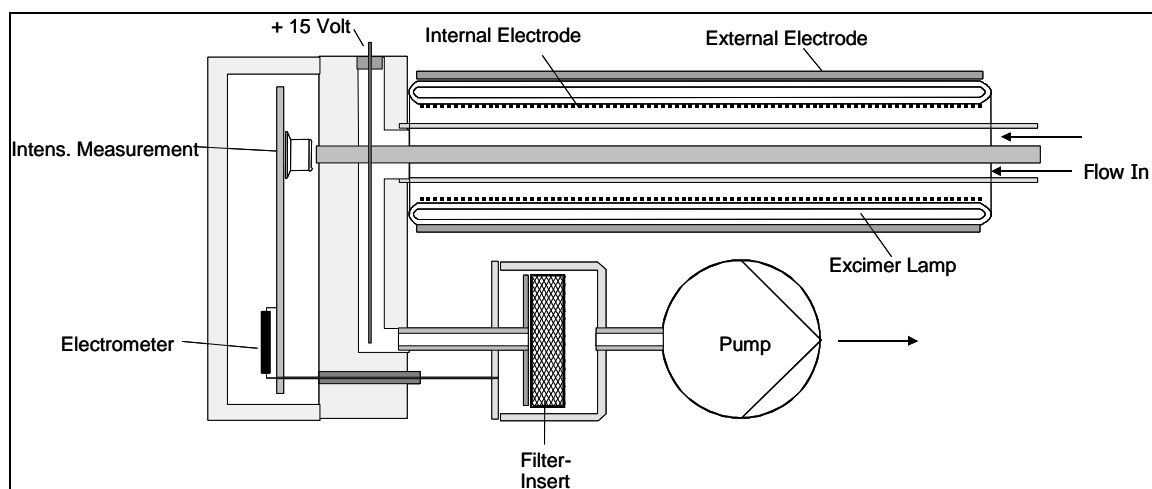 + 15 Volt
Internal Electrode
External Electrode
Intens. Measurement
Flow In
Excimer Lamp
Electrometer
Pump
Filter-
Insert